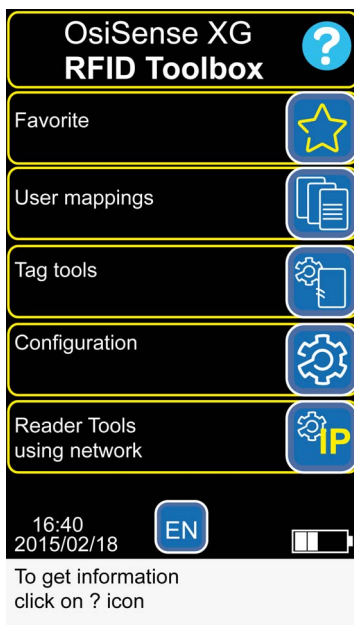 OsiSense XG
RFID Toolbox
?
Favorite
User mappings
Tag tools
Configuration
Reader Tools
using network
IP
16:40
2015/02/18
EN
To get information
click on ? icon